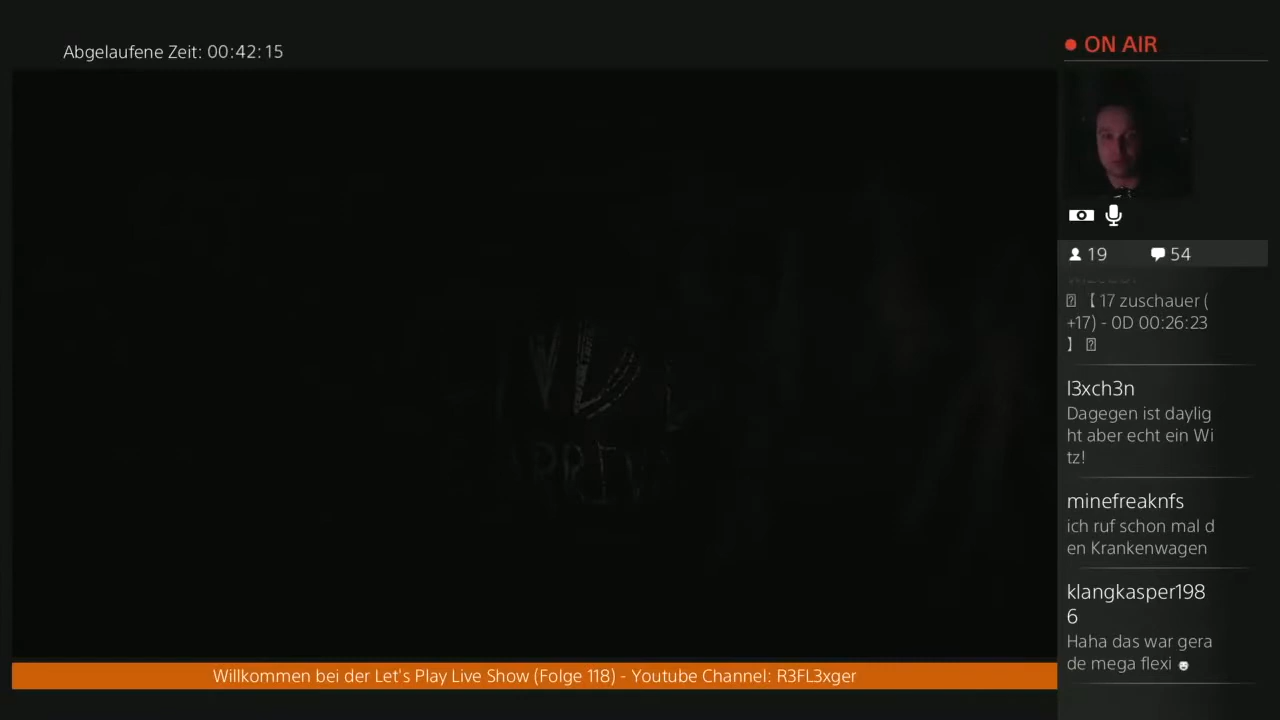 Abgelaufene Zeit: 00:42:15
ON AIR
19 54
【 17 zuschauer (
+17) - 0D 00:26:23
】
l3xch3n
Dagegen ist daylig
ht aber echt ein Wi
tz!
minefreaknfs
ich ruf schon mal d
en Krankenwagen
klangkasper198
6
Haha das war gera
de mega flexi
Willkommen bei der Let's Play Live Show (Folge 118) - Youtube Channel: R3FL3xger